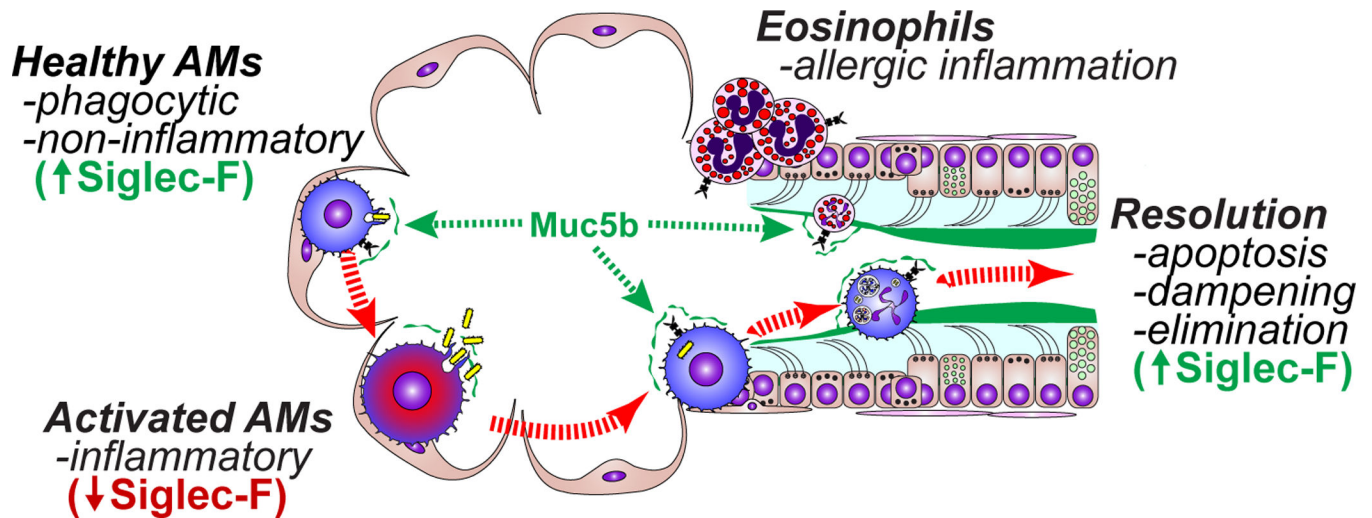 Healthy AMs
-phagocytic
-non-inflammatory
(↑Siglec-F)
Eosinophils
-allergic inflammation
Muc5b
Resolution
-apoptosis
-dampening
-elimination
(↑Siglec-F)
Activated AMs
-inflammatory
(↓Siglec-F)